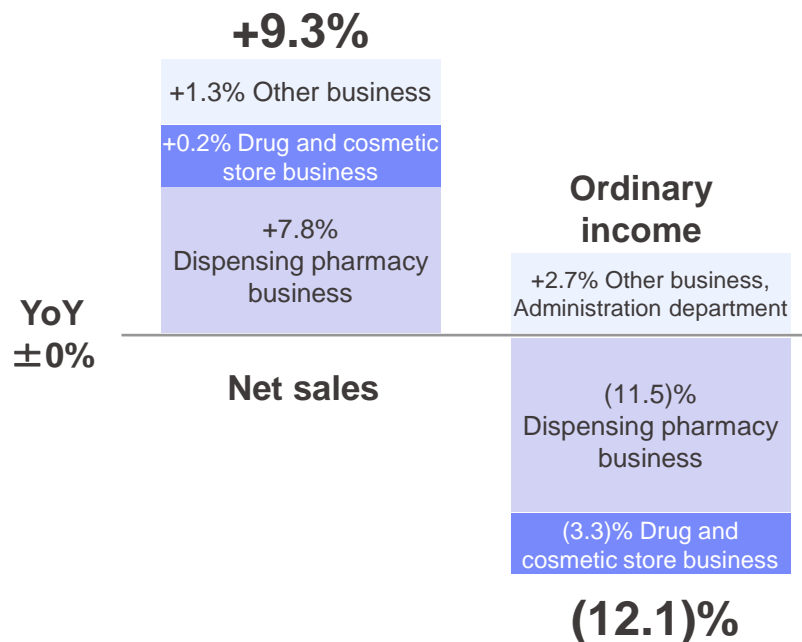 +9.3%
+1.3% Other business
+0.2% Drug and cosmetic
store business
+7.8%
Dispensing pharmacy
business
YoY
±0%
Net sales
Ordinary
income
+2.7% Other business,
Administration department
(11.5)%
Dispensing pharmacy
business
(3.3)% Drug and
cosmetic store business
(12.1)%